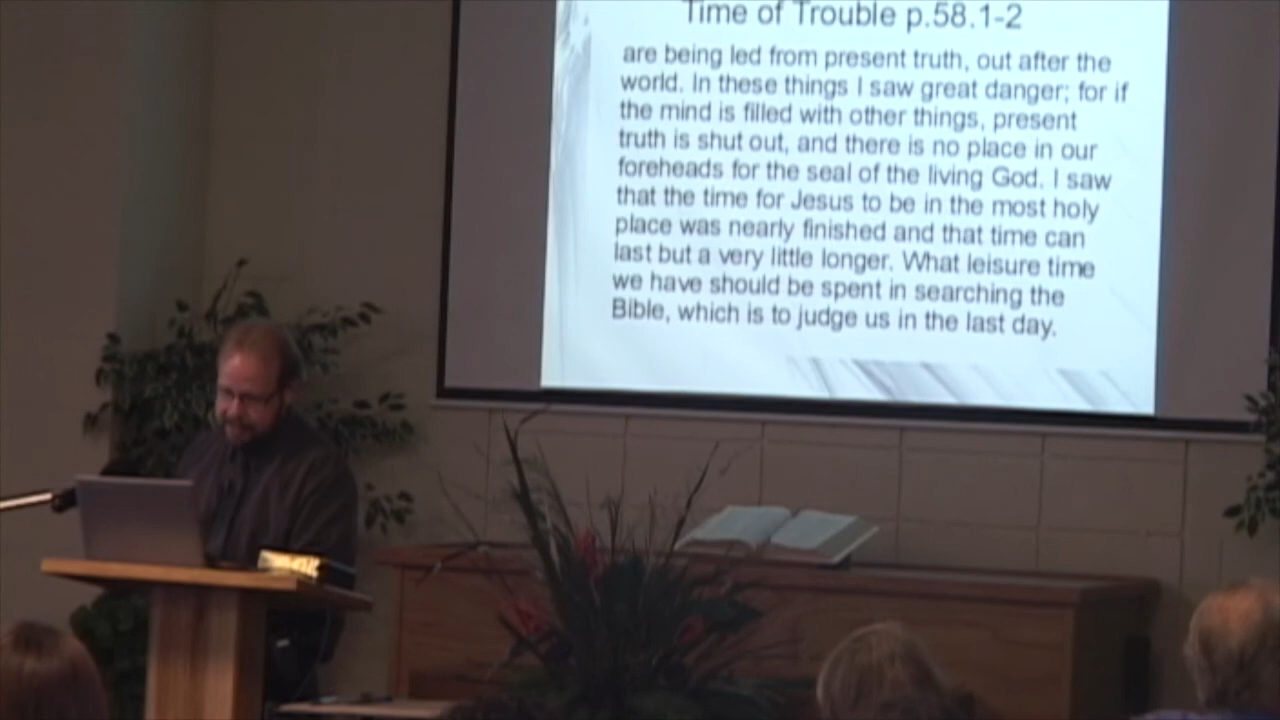 Time of Trouble p.58.1-2
are being led from present truth, out after the
world. In these things I saw great danger; for if
the mind is filled with other things, present
truth is shut out, and there is no place in our
foreheads for the seal of the living God. I saw
that the time for Jesus to be in the most holy
place was nearly finished and that time can
last but a very little longer. What leisure time
we have should be spent in searching the
Bible, which is to judge us in the last day.